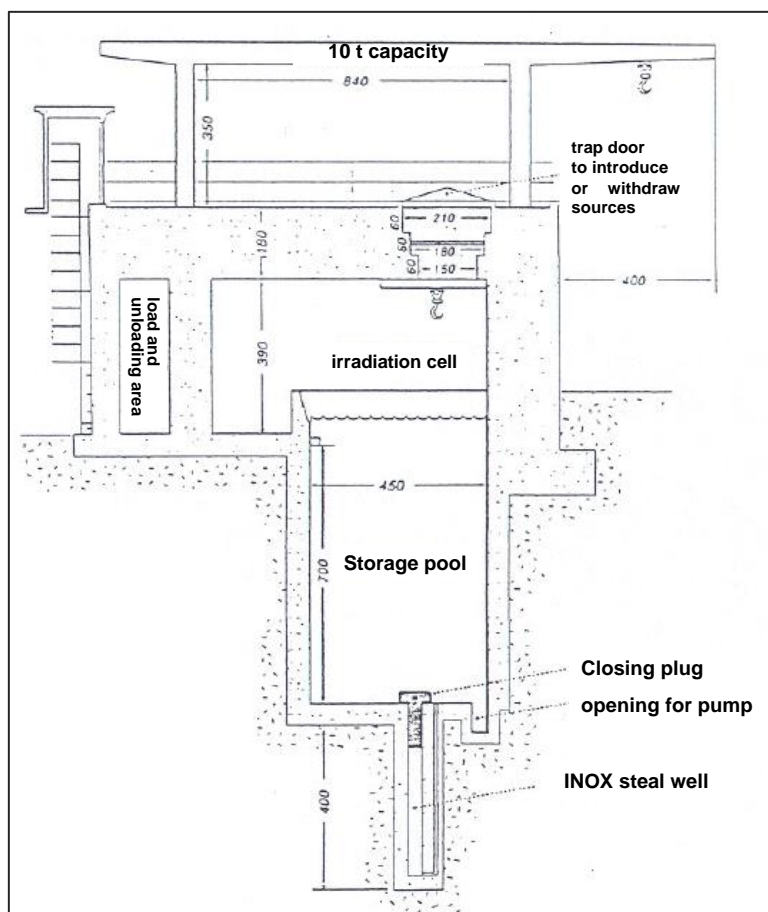 10 t capacity
840
350
trap door
to introduce
or withdraw
sources
60
210
180
60
180
60
150
400
load and
unloading area
390
irradiation cell
450
700
Storage pool
Closing plug
opening for pump
400
INOX steal well